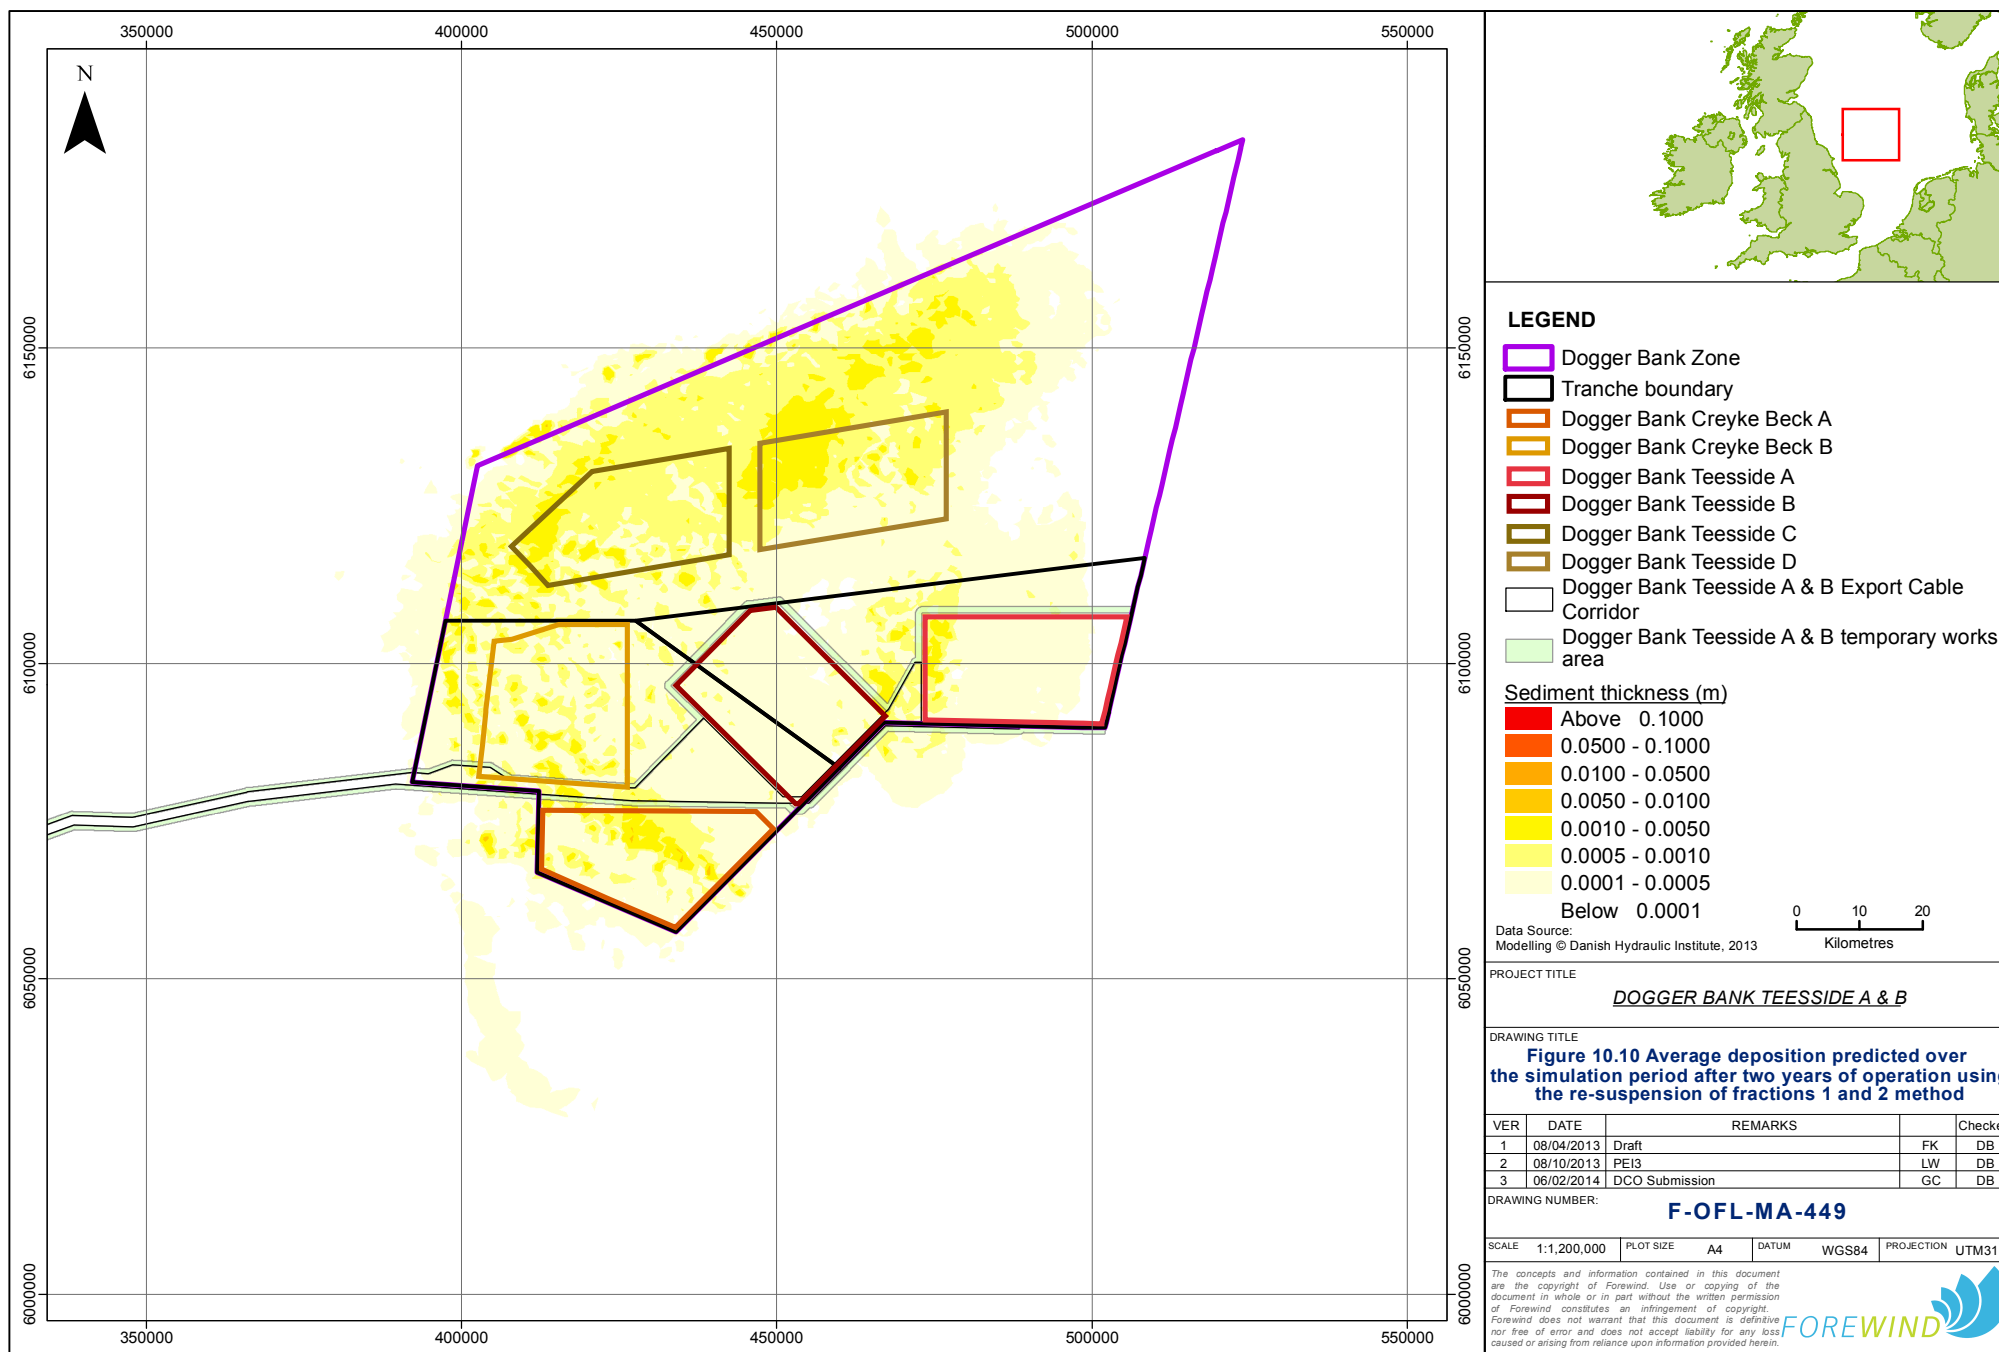 350000 400000 450000 500000 550000
N
6150000
6100000
6050000
6000000
6150000
6100000
6050000
6000000
350000 400000 450000 500000 550000
LEGEND
Dogger Bank Zone
Tranche boundary
Dogger Bank Creyke Beck A
Dogger Bank Creyke Beck B
Dogger Bank Teesside A
Dogger Bank Teesside B
Dogger Bank Teesside C
Dogger Bank Teesside D
Dogger Bank Teesside A & B Export Cable
Corridor
Dogger Bank Teesside A & B temporary works
area
Sediment thickness (m)
Above 0.1000
0.0500 - 0.1000
0.0100 - 0.0500
0.0050 - 0.0100
0.0010 - 0.0050
0.0005 - 0.0010
0.0001 - 0.0005
Below 0.0001
0 10 20
Kilometres
Data Source:
Modelling © Danish Hydraulic Institute, 2013
PROJECT TITLE
DOGGER BANK TEESSIDE A & B
DRAWING TITLE
Figure 10.10 Average deposition predicted over
the simulation period after two years of operation using
the re-suspension of fractions 1 and 2 method
VER DATE REMARKS Checke
1 08/04/2013 Draft FK DB
2 08/10/2013 PEI3 LW DB
3 06/02/2014 DCO Submission GC DB
DRAWING NUMBER:
F-OFL-MA-449
SCALE 1:1,200,000 PLOT SIZE A4 DATUM WGS84 PROJECTION UTM31
The concepts and information contained in this document
are the copyright of Forewind. Use or copying of the
document in whole or in part without the written permission
of Forewind constitutes an infringement of copyright.
Forewind does not warrant that this document is definitive
nor free of error and does not accept liability for any loss
caused or arising from reliance upon information provided herein.
FOREWIND